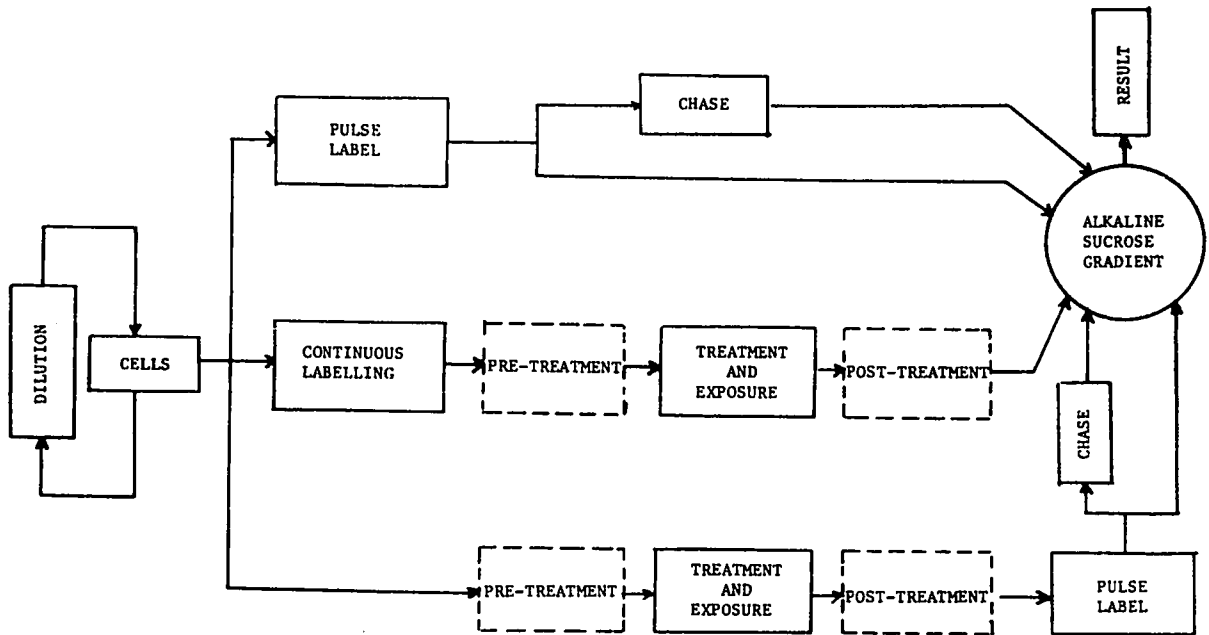 RESULT
CHASE
PULSE
LABEL
ALKALINE
SUCROSE
GRADIENT
DILUTION
CELLS
CONTINUOUS
LABELLING
PRE-TREATMENT
TREATMENT
AND
EXPOSURE
POST-TREATMENT
CHASE
PRE-TREATMENT
TREATMENT
AND
EXPOSURE
POST-TREATMENT
PULSE
LABEL